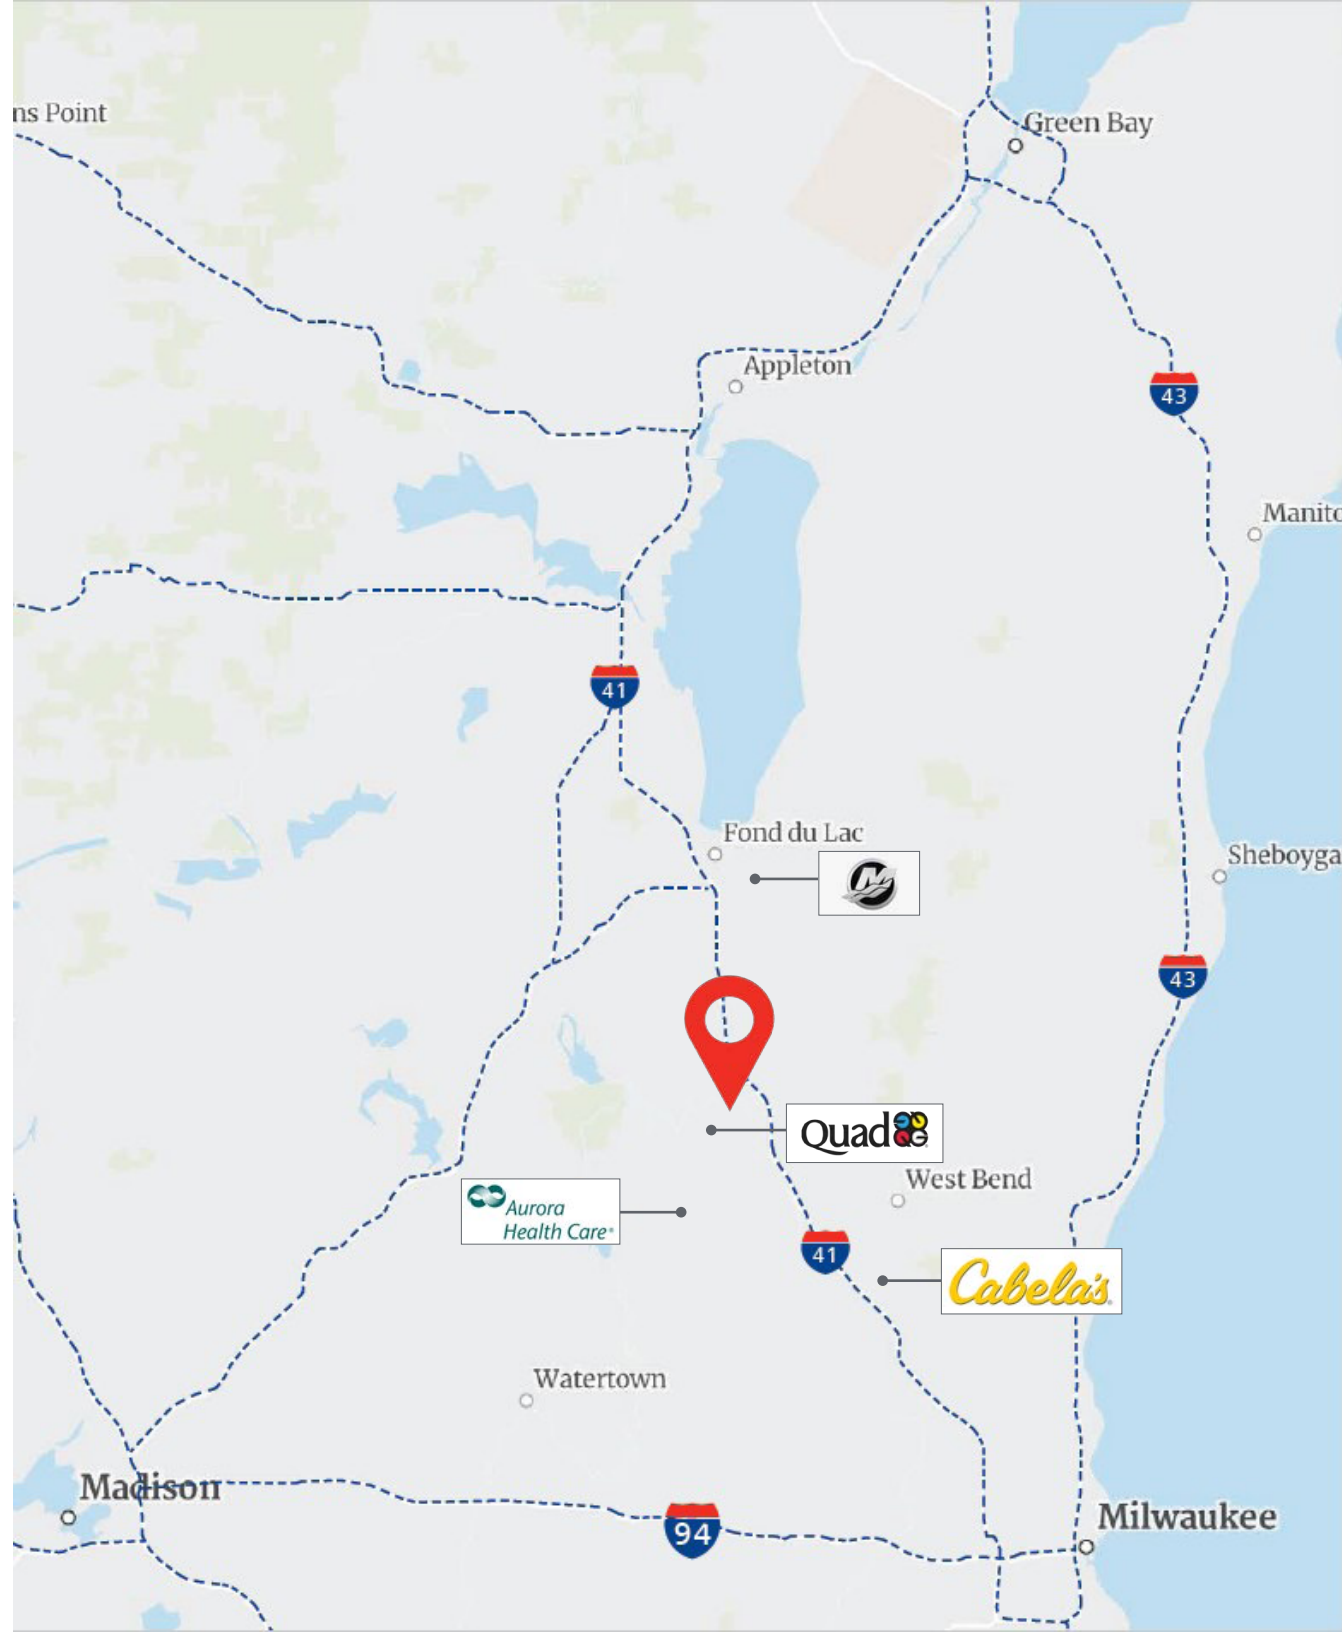 ns Point
Green Bay
Appleton
43
Manito
41
Fond du Lac
M
Sheboyga
43
Quad
West Bend
Aurora
Health Care®
41
Cabela's
Watertown
Madison
94
Milwaukee